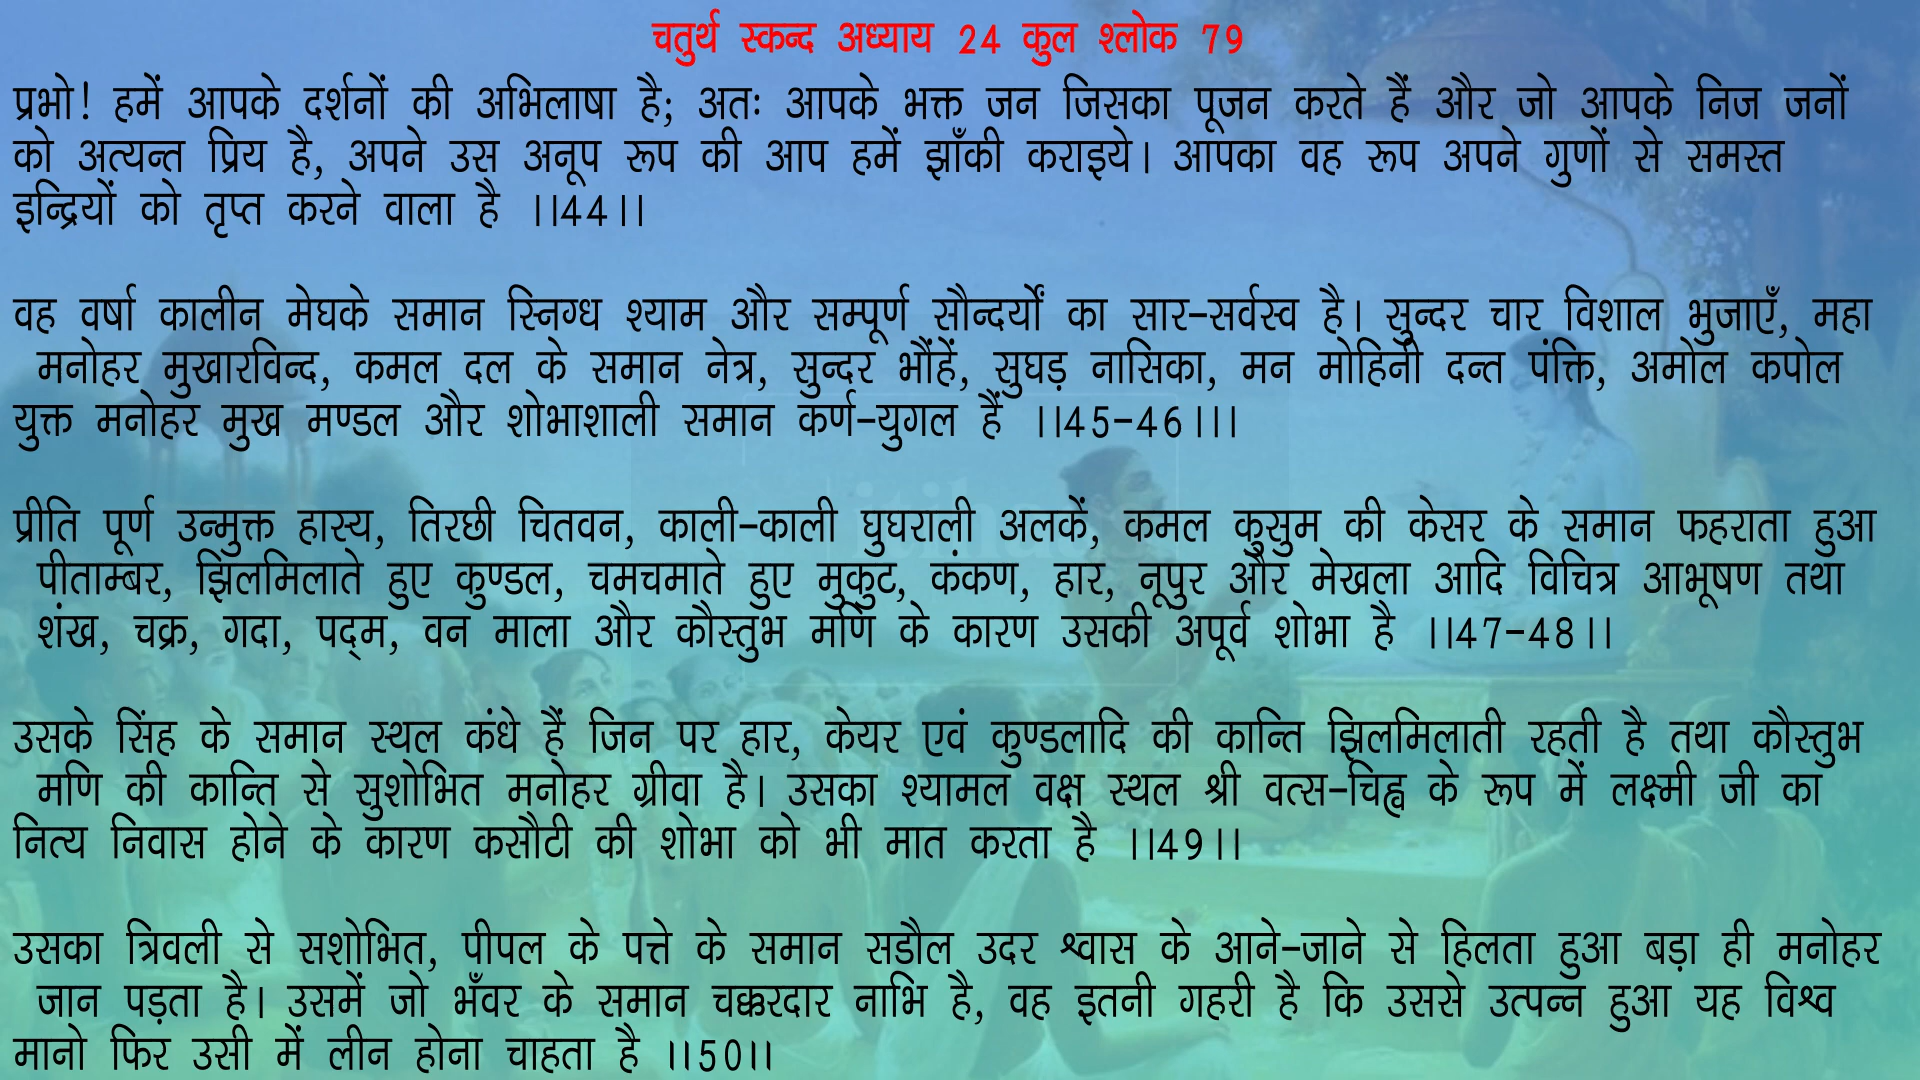 चतुर्थ स्कन्द अध्याय 24 कुल श्लोक 79
प्रभो! हमें आपके दर्शनों की अभिलाषा है; अतः आपके भक्त जन जिसका पूजन करते हैं और जो आपके निज जनों
को अत्यन्त प्रिय है, अपने उस अनूप रूप की आप हमें झाँकी कराइये। आपका वह रूप अपने गुणों से समस्त
इन्द्रियों को तृप्त करने वाला है ।।44।।
वह वर्षा कालीन मेघके समान स्निग्ध श्याम और सम्पूर्ण सौन्दर्यों का सार-सर्वस्व है। सुन्दर चार विशाल भुजाएँ, महा
मनोहर मुखारविन्द, कमल दल के समान नेत्र, सुन्दर भौंहें, सुघड़ नासिका, मन मोहिनी दन्त पंक्ति, अमोल कपोल
युक्त मनोहर मुख मण्डल और शोभाशाली समान कर्ण-युगल हैं ।।45-46।।।
प्रीति पूर्ण उन्मुक्त हास्य, तिरछी चितवन, काली-काली घुघराली अलकें, कमल कुसुम की केसर के समान फहराता हुआ
पीताम्बर, झिलमिलाते हुए कुण्डल, चमचमाते हुए मुकुट, कंकण, हार, नूपुर और मेखला आदि विचित्र आभूषण तथा
शंख, चक्र, गदा, पद्म, वन माला और कौस्तुभ मणि के कारण उसकी अपूर्व शोभा है ।।47-48।।
उसके सिंह के समान स्थल कंधे हैं जिन पर हार, केयर एवं कुण्डलादि की कान्ति झिलमिलाती रहती है तथा कौस्तुभ
मणि की कान्ति से सुशोभित मनोहर ग्रीवा है। उसका श्यामल वक्ष स्थल श्री वत्स-चिह्न के रूप में लक्ष्मी जी का
नित्य निवास होने के कारण कसौटी की शोभा को भी मात करता है ।।49।।
उसका त्रिवली से सशोभित, पीपल के पत्ते के समान सडौल उदर श्वास के आने-जाने से हिलता हुआ बड़ा ही मनोहर
जान पड़ता है। उसमें जो भँवर के समान चक्करदार नाभि है, वह इतनी गहरी है कि उससे उत्पन्न हुआ यह विश्व
मानो फिर उसी में लीन होना चाहता है ।।50।।